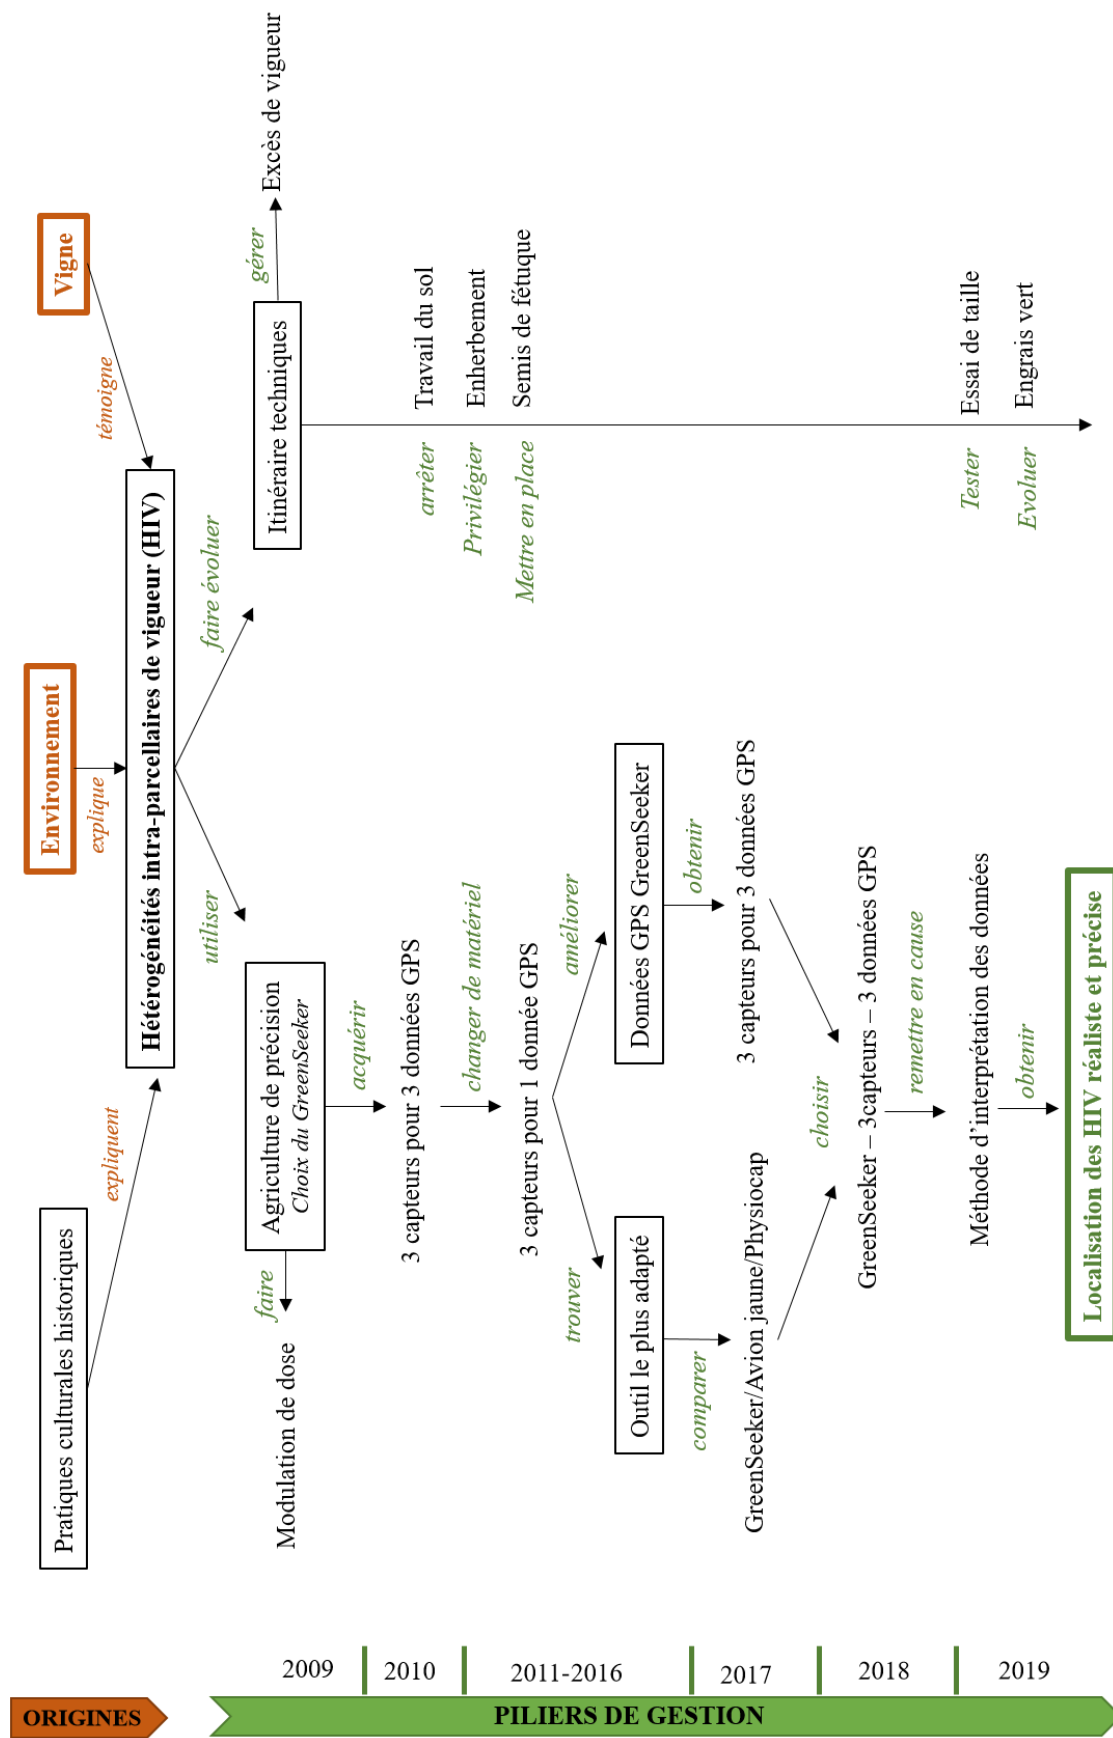 ORIGINES
Pratiques culturales historiques
Environnement
Vigne
expliquent
explique
témoigne
Hétérogénéités intra-parcellaires de vigueur (HIV)
utiliser
faire évoluer
PILIERS DE GESTION
2009
Modulation de dose
faire
Agriculture de précision
Choix du GreenSeeker
Itinéraire techniques
gérer
Excès de vigueur
acquérir
2010
3 capteurs pour 3 données GPS
arrêter
Travail du sol
changer de matériel
Privilégier
Enherbement
2011-2016
3 capteurs pour 1 donnée GPS
Mettre en place
Semis de fétuque
trouver
améliorer
Outil le plus adapté
Données GPS GreenSeeker
comparer
obtenir
2017
GreenSeeker/Avion jaune/Physiocap
3 capteurs pour 3 données GPS
choisir
2018
GreenSeeker – 3capteurs – 3 données GPS
remettre en cause
Tester
Essai de taille
2019
Méthode d’interprétation des données
obtenir
Evoluer
Engrais vert
Localisation des HIV réaliste et précise